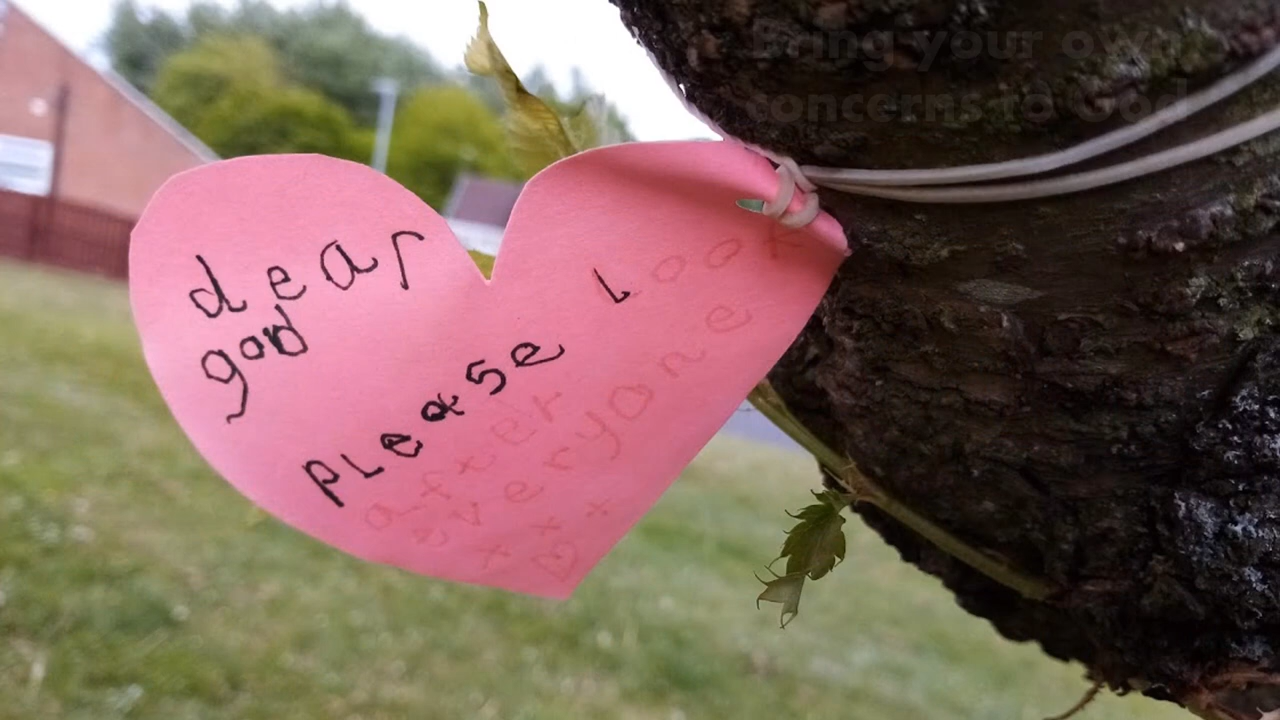 Bring your own
concerns to God
dear
god
please look
after
everyone
x x x